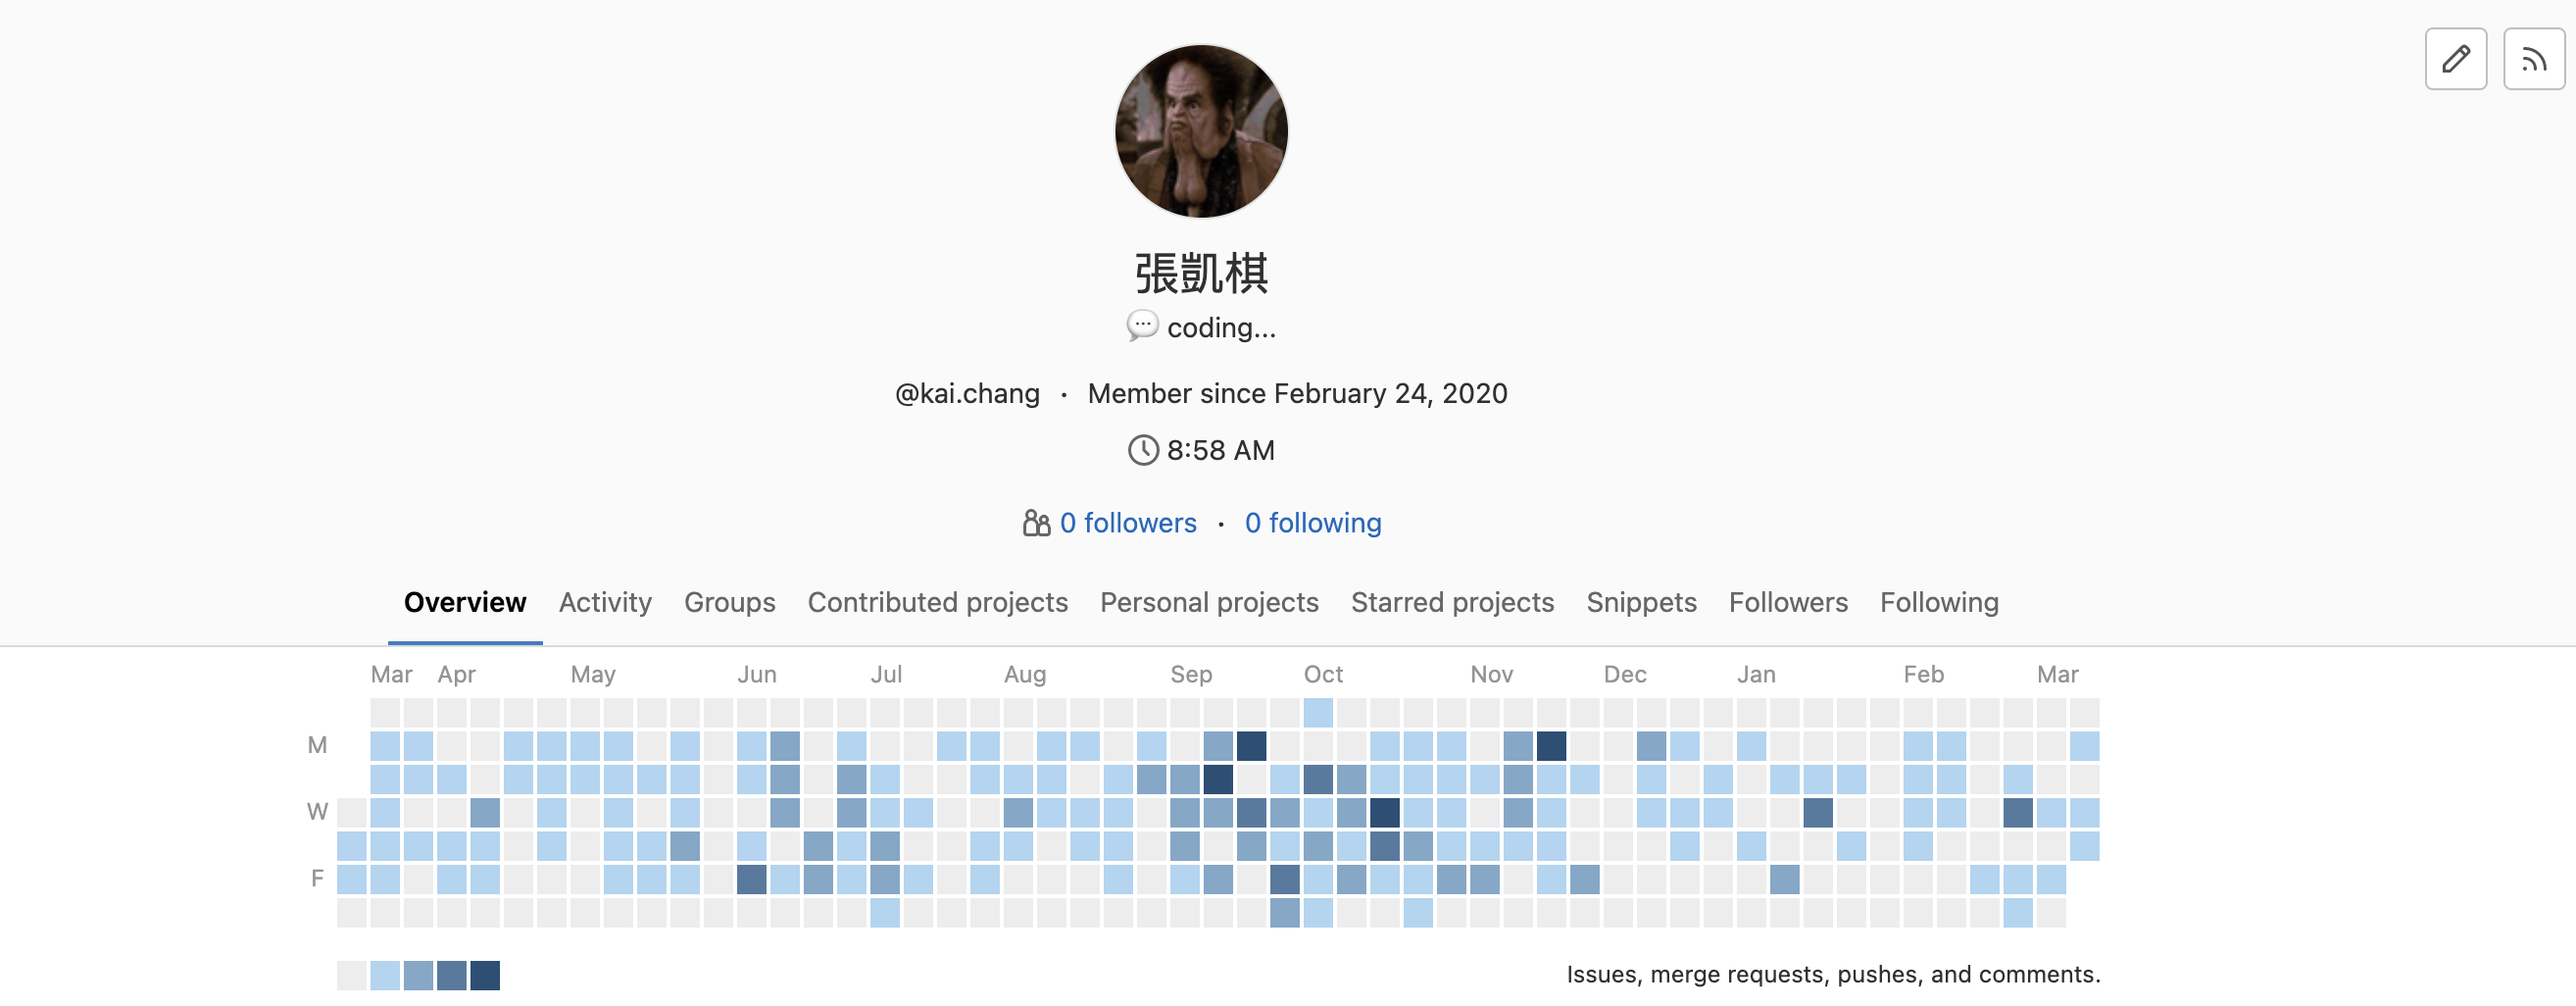 張凱棋
💬 coding...
@kai.chang · Member since February 24, 2020
8:58 AM
0 followers · 0 following
Overview Activity Groups Contributed projects Personal projects Starred projects Snippets Followers Following
Mar Apr May Jun Jul Aug Sep Oct Nov Dec Jan Feb Mar
M
W
F
Issues, merge requests, pushes, and comments.